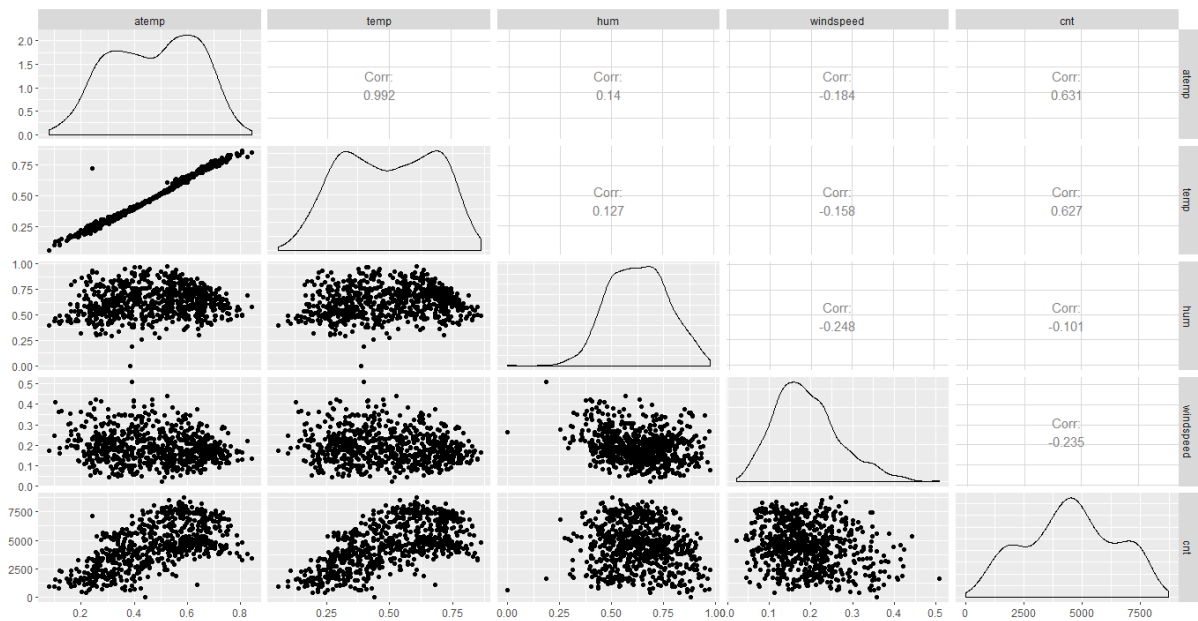 atemp temp hum windspeed cnt
2.0
1.5
1.0
0.5
0.0
Corr:
0.992
Corr:
0.14
Corr:
-0.184
Corr:
0.631
atemp
0.75
0.50
0.25
Corr:
0.127
Corr:
-0.158
Corr:
0.627
temp
1.00
0.75
0.50
0.25
0.00
Corr:
-0.248
Corr:
-0.101
hum
0.5
0.4
0.3
0.2
0.1
0.0
Corr:
-0.235
windspeed
7500
5000
2500
0
cnt
0.2 0.4 0.6 0.8 0.25 0.50 0.75 0.00 0.25 0.50 0.75 1.00 0.0 0.1 0.2 0.3 0.4 0.5 0 2500 5000 7500